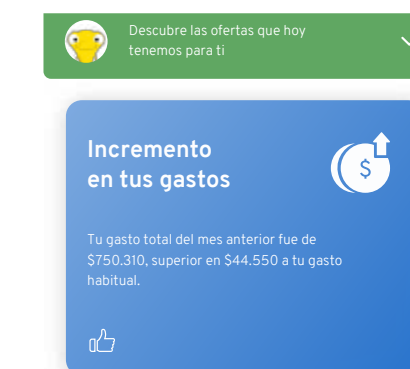 Descubre las ofertas que hoy
tenemos para ti
Incremento
en tus gastos
$
Tu gasto total del mes anterior fue de
$750.310, superior en $44.550 a tu gasto
habitual.